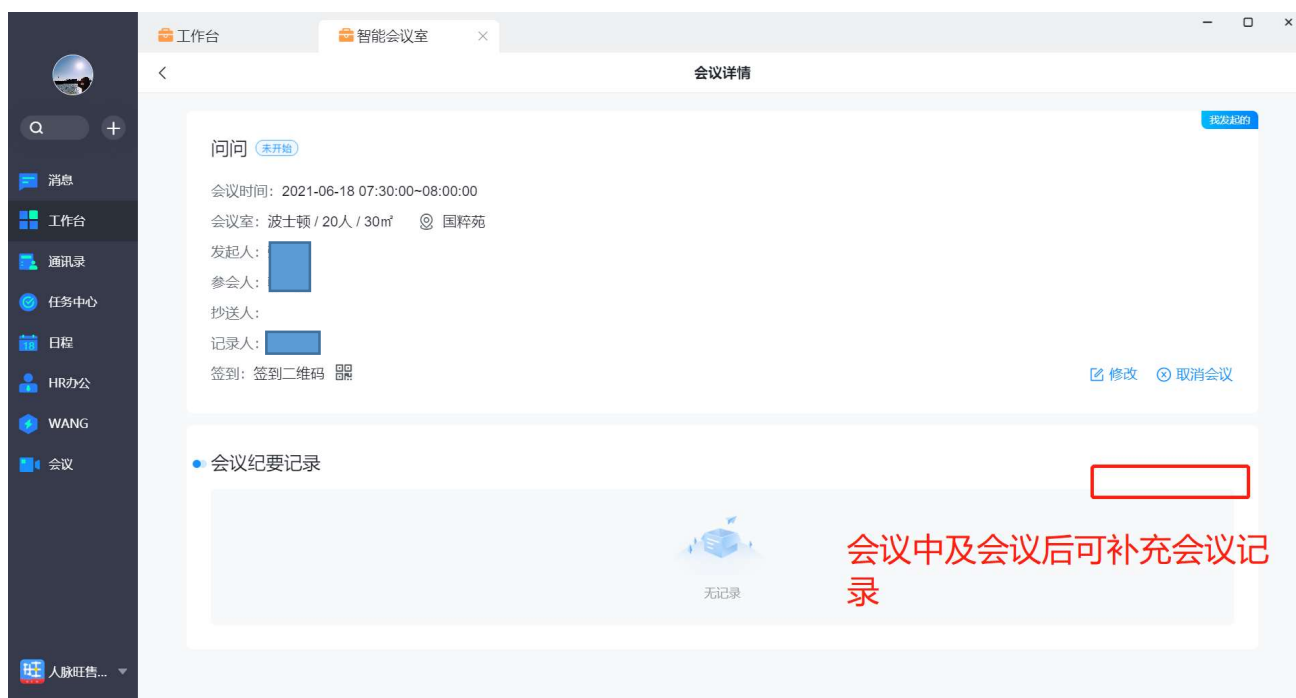 工作台
智能会议室
会议详情
我发起的
问问 未开始
消息
会议时间：2021-06-18 07:30:00~08:00:00
工作台
会议室：波士顿 / 20人 / 30㎡ 国粹苑
发起人：
通讯录
参会人：
任务中心
抄送人：
18 日程
记录人：
HR办公
签到：签到二维码
修改 取消会议
WANG
会议
会议纪要记录
会议中及会议后可补充会议记
录
无记录
旺 人脉旺售...